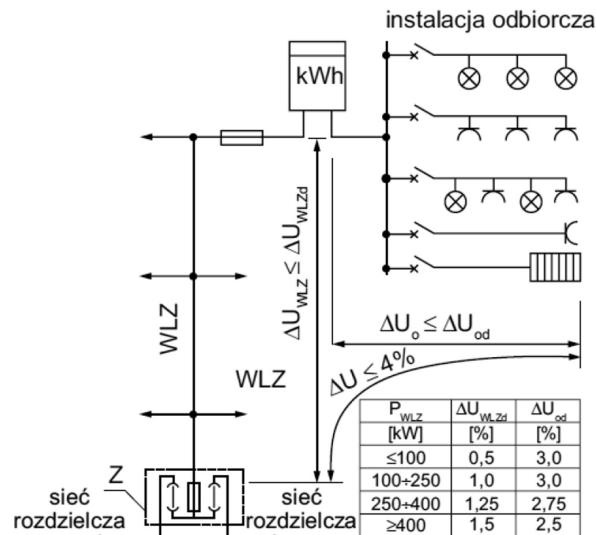 instalacja odbiorcza
kWh
ΔU_WLZ ≤ ΔU_WLZd
WLZ
WLZ
ΔU_o ≤ ΔU_od
ΔU ≤ 4%
P_WLZ ΔU_WLZd ΔU_od
[kW] [%] [%]
≤100 0,5 3,0
100÷250 1,0 3,0
250÷400 1,25 2,75
≥400 1,5 2,5
Z
sieć
rozdzielcza
sieć
rozdzielcza